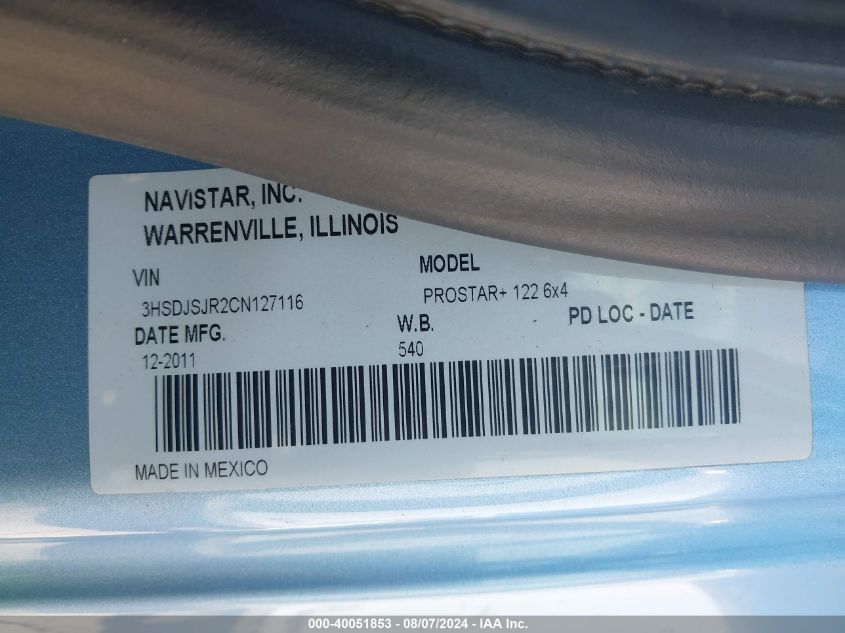 NAVISTAR, INC.
WARRENVILLE, ILLINOIS
VIN
MODEL
3HSDJSJR2CN127116
PROSTAR+ 122 6x4
DATE MFG.
W.B.
PD LOC - DATE
12-2011
540
MADE IN MEXICO
000-40051853 - 08/07/2024 - IAA Inc.